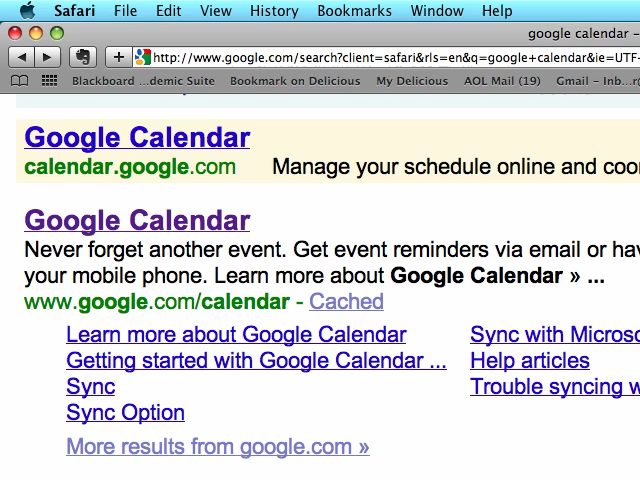 Safari File Edit View History Bookmarks Window Help
google calendar –
http://www.google.com/search?client=safari&rls=en&q=google+calendar&ie=UTF-
Blackboard ...demic Suite Bookmark on Delicious My Delicious AOL Mail (19) Gmail - Inb...
Google Calendar
calendar.google.com Manage your schedule online and coor
Google Calendar
Never forget another event. Get event reminders via email or hav
your mobile phone. Learn more about Google Calendar » ...
www.google.com/calendar - Cached
Learn more about Google Calendar Sync with Microso
Getting started with Google Calendar ... Help articles
Sync Trouble syncing w
Sync Option
More results from google.com »